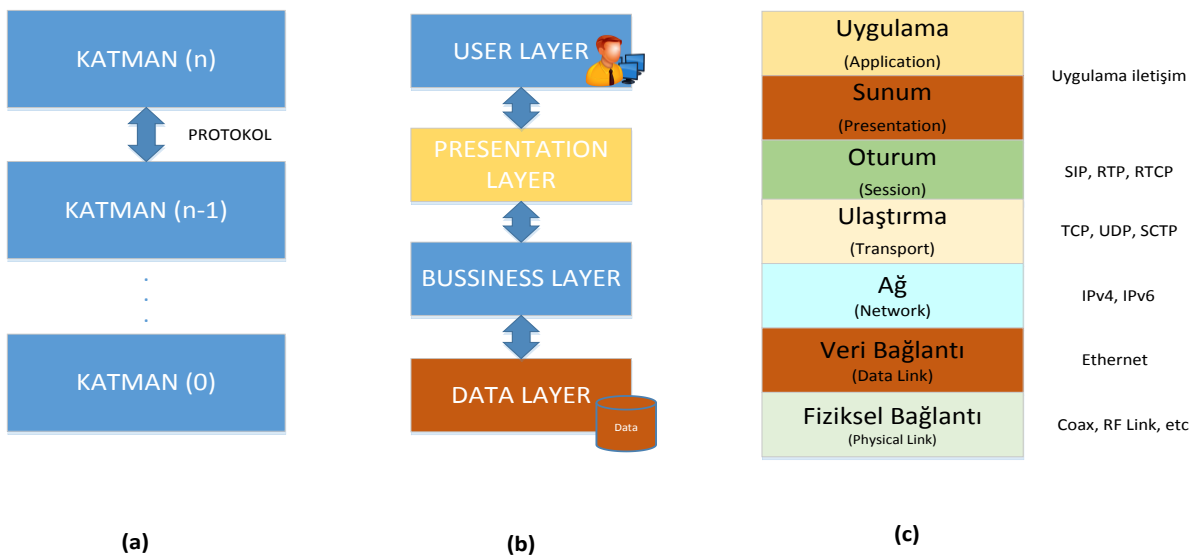 KATMAN (n)
PROTOKOL
KATMAN (n-1)
.
.
.
KATMAN (0)
(a)
USER LAYER
PRESENTATION
LAYER
BUSSINESS LAYER
DATA LAYER
Data
(b)
Uygulama
(Application)
Uygulama iletişim
Sunum
(Presentation)
Oturum
(Session)
SIP, RTP, RTCP
Ulaştırma
(Transport)
TCP, UDP, SCTP
Ağ
(Network)
IPv4, IPv6
Veri Bağlantı
(Data Link)
Ethernet
Fiziksel Bağlantı
(Physical Link)
Coax, RF Link, etc
(c)